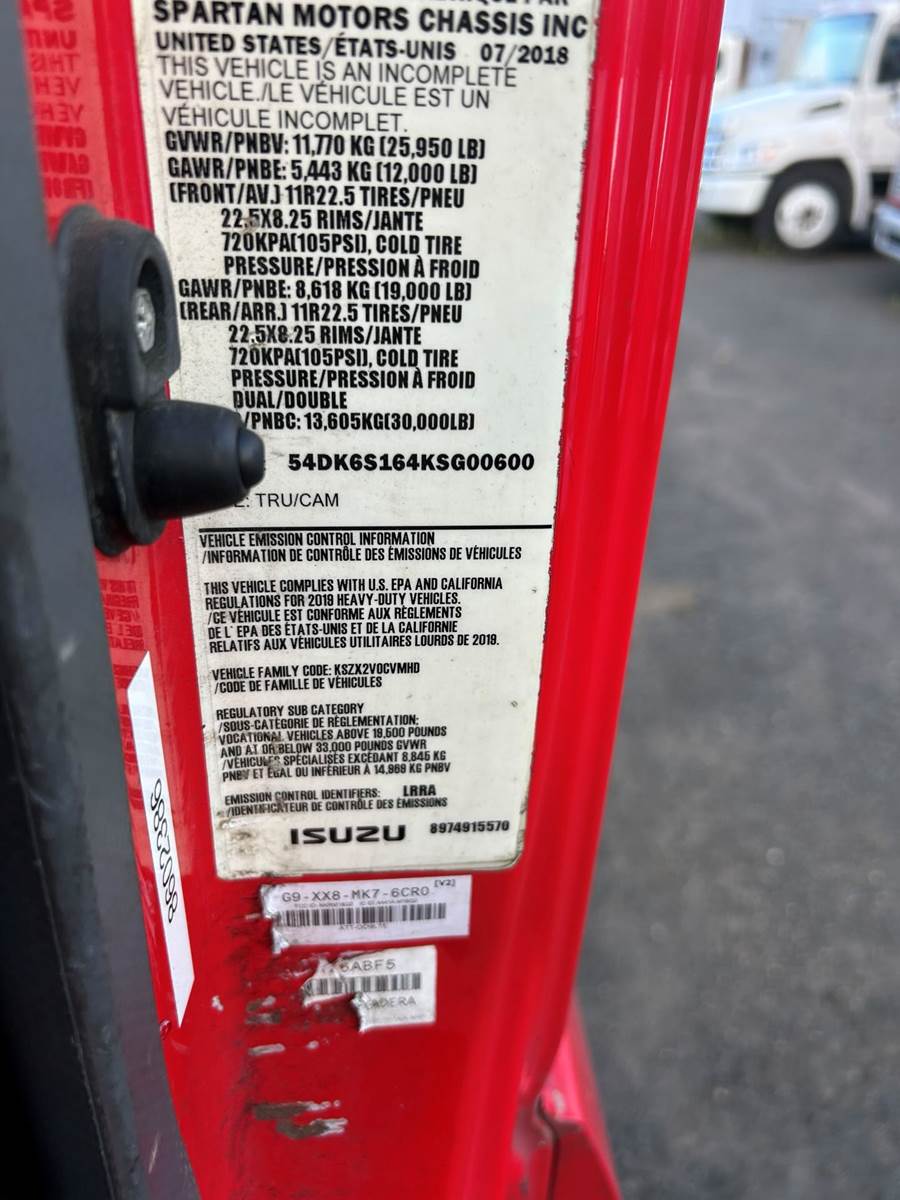 SPARTAN MOTORS CHASSIS INC
UNITED STATES/ÉTATS-UNIS 07/2018
THIS VEHICLE IS AN INCOMPLETE
VEHICLE./LE VÉHICULE EST UN
VÉHICULE INCOMPLET.
GVWR/PNBV: 11,770 KG (25,950 LB)
GAWR/PNBE: 5,443 KG (12,000 LB)
(FRONT/AV.) 11R22.5 TIRES/PNEU
22.5X8.25 RIMS/JANTE
720KPA(105PSI), COLD TIRE
PRESSURE/PRESSION À FROID
GAWR/PNBE: 8,618 KG (19,000 LB)
(REAR/ARR.) 11R22.5 TIRES/PNEU
22.5X8.25 RIMS/JANTE
720KPA(105PSI), COLD TIRE
PRESSURE/PRESSION À FROID
DUAL/DOUBLE
/PNBC: 13,605KG(30,000LB)
54DK6S164KSG00600
: TRU/CAM
VEHICLE EMISSION CONTROL INFORMATION
/INFORMATION DE CONTRÔLE DES ÉMISSIONS DE VÉHICULES
THIS VEHICLE COMPLIES WITH U.S. EPA AND CALIFORNIA
REGULATIONS FOR 2019 HEAVY-DUTY VEHICLES.
/CE VÉHICULE EST CONFORME AUX RÈGLEMENTS
DE L' EPA DES ÉTATS-UNIS ET DE LA CALIFORNIE
RELATIFS AUX VÉHICULES UTILITAIRES LOURDS DE 2019.
VEHICLE FAMILY CODE: KSZX2VOCVMHD
/CODE DE FAMILLE DE VÉHICULES
REGULATORY SUB CATEGORY
/SOUS-CATÉGORIE DE RÉGLEMENTATION:
VOCATIONAL VEHICLES ABOVE 19,500 POUNDS
AND AT OR BELOW 33,000 POUNDS GVWR
/VÉHICULES SPÉCIALISÉS EXCÉDANT 8,845 KG
PNBV ET ÉGAL OU INFÉRIEUR À 14,969 KG PNBV
EMISSION CONTROL IDENTIFIERS: LRRA
/IDENTIFICATEUR DE CONTRÔLE DES ÉMISSIONS
ISUZU 8974915570
G9-XX8-MK7-6CR0 [V2]
5ABF5
ADERA